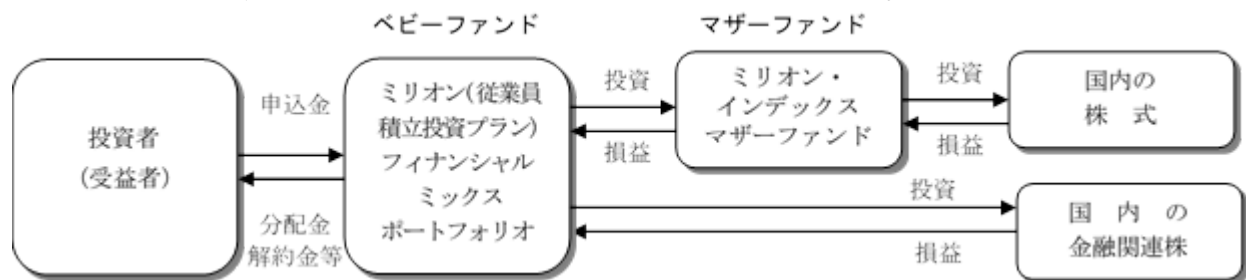 ベビーファンド
マザーファンド
投資者
(受益者)
申込金
分配金
解約金等
ミリオン(従業員
積立投資プラン)
フィナンシャル
ミックス
ポートフォリオ
投資
損益
ミリオン・
インデックス
マザーファンド
投資
損益
国内の
株 式
投資
損益
国 内 の
金融関連株